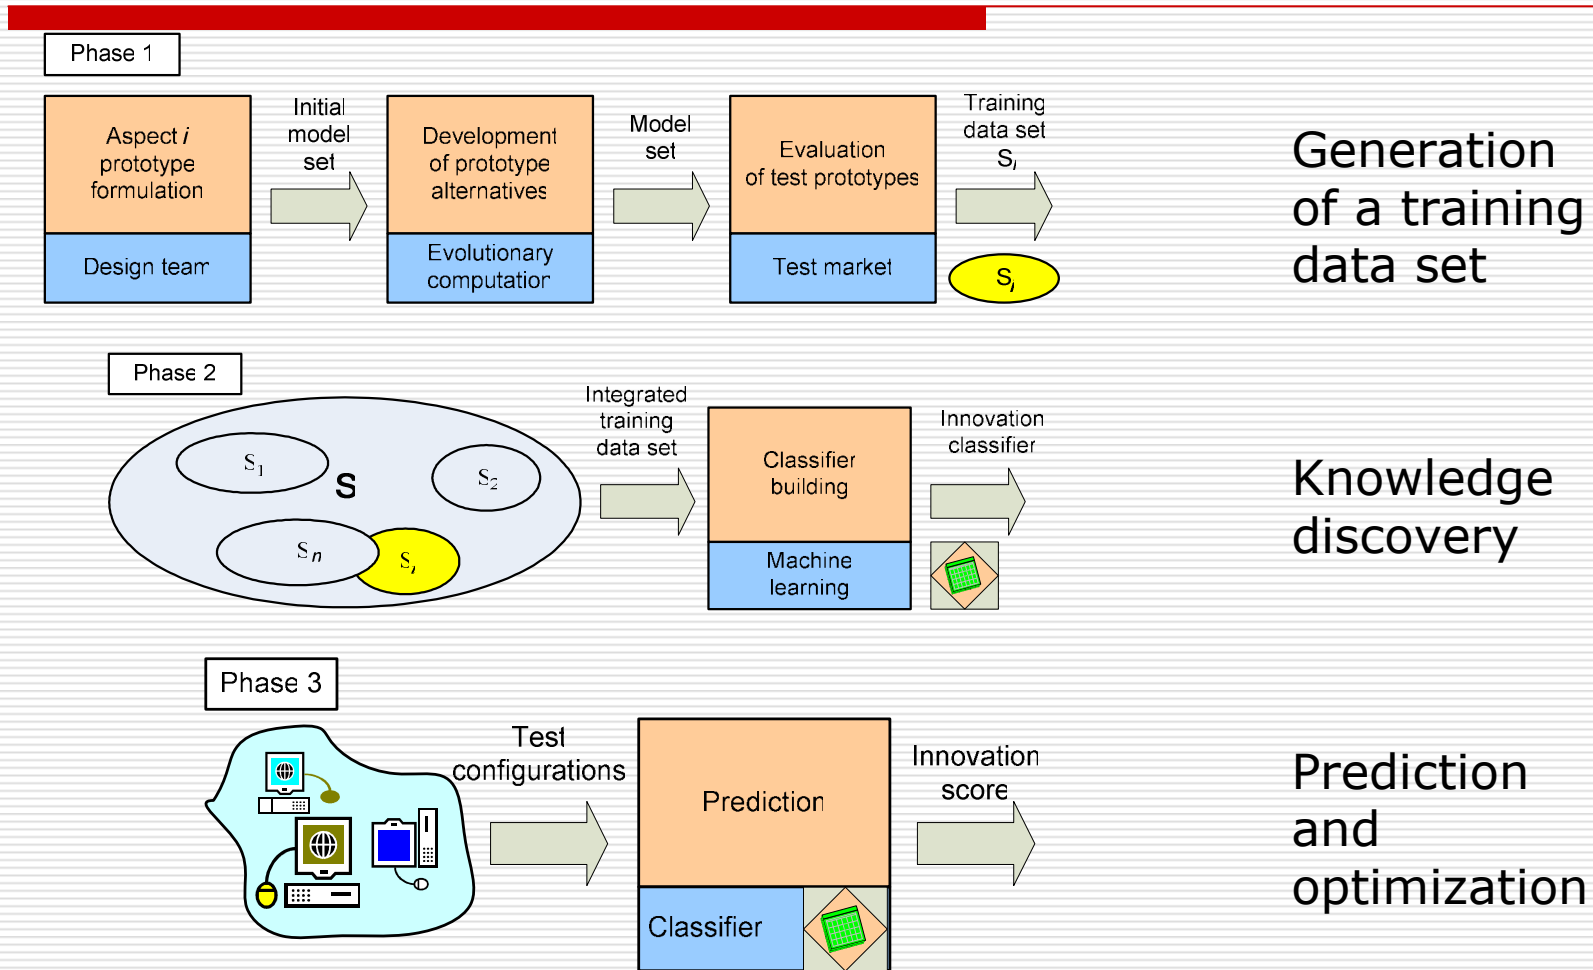 Phase 1
Aspect i
prototype
formulation
Design team
Initial
model
set
Development
of prototype
alternatives
Evolutionary
computation
Model
set
Evaluation
of test prototypes
Test market
Training
data set
Si
Si
Generation
of a training
data set
Phase 2
S1
S
S2
Sn
Si
Integrated
training
data set
Classifier
building
Machine
learning
Innovation
classifier
Knowledge
discovery
Phase 3
Test
configurations
Prediction
Classifier
Innovation
score
Prediction
and
optimization